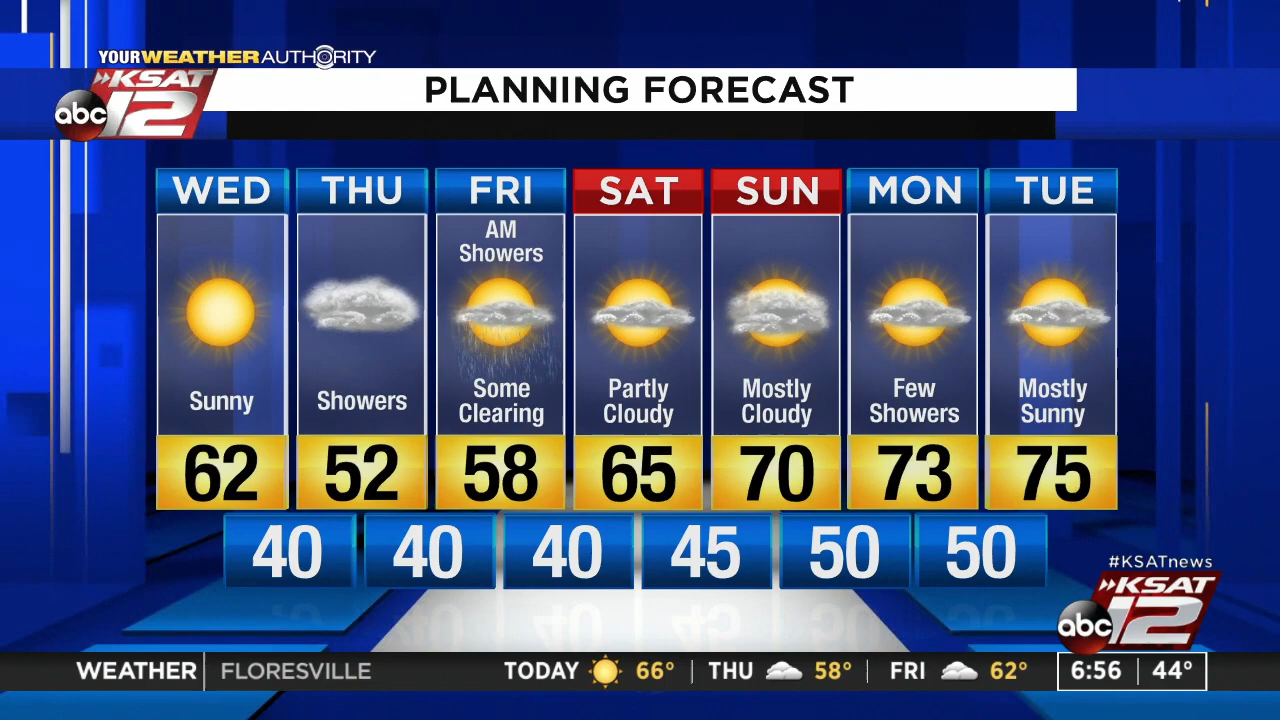 YOURWEATHERAUTHORITY
KSAT
abc 12
PLANNING FORECAST
WED THU FRI SAT SUN MON TUE
AM
Showers
Sunny
Showers
Some
Clearing
Partly
Cloudy
Mostly
Cloudy
Few
Showers
Mostly
Sunny
62 52 58 65 70 73 75
40 40 40 45 50 50
#KSATnews
KSAT
abc 12
WEATHER FLORESVILLE TODAY 66° THU 58° FRI 62° 6:56 44°